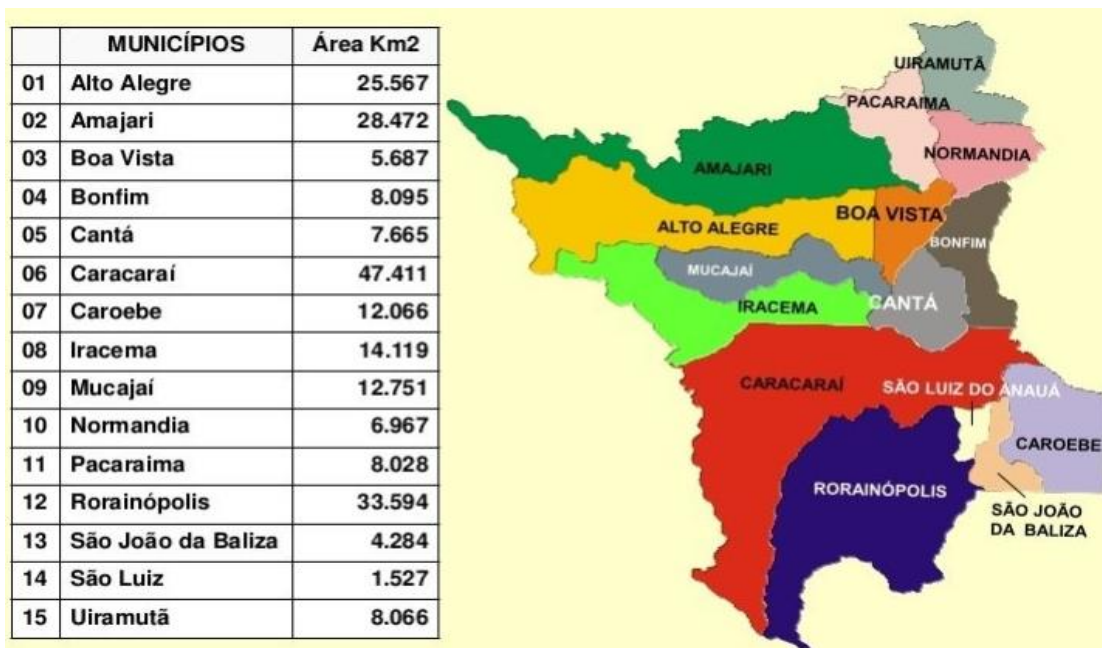 MUNICÍPIOS Área Km2
01 Alto Alegre 25.567
02 Amajari 28.472
03 Boa Vista 5.687
04 Bonfim 8.095
05 Cantá 7.665
06 Caracaraí 47.411
07 Caroebe 12.066
08 Iracema 14.119
09 Mucajaí 12.751
10 Normandia 6.967
11 Pacaraima 8.028
12 Rorainópolis 33.594
13 São João da Baliza 4.284
14 São Luiz 1.527
15 Uiramutã 8.066
UIRAMUTÃ
PACARAIMA
NORMANDIA
AMAJARI
BOA VISTA
ALTO ALEGRE
BONFIM
MUCAJAÍ
CANTÁ
IRACEMA
CARACARAÍ
SÃO LUIZ DO ANAUÁ
CAROEBE
RORAINÓPOLIS
SÃO JOÃO
DA BALIZA